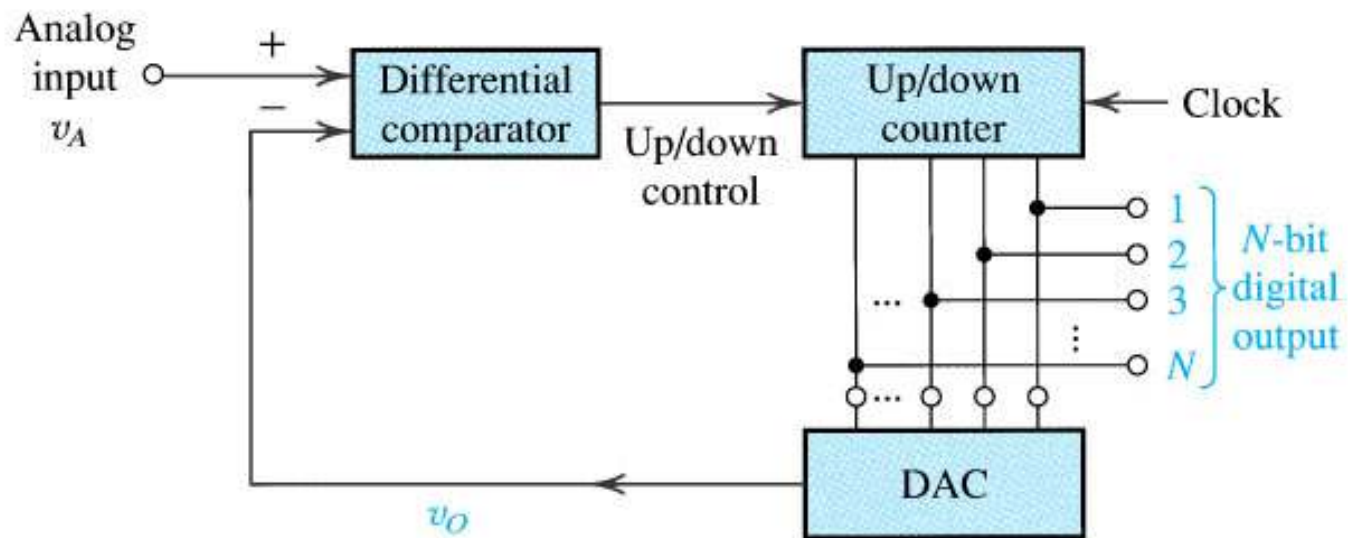 Analog
input
v_A
+
−
Differential
comparator
Up/down
control
Up/down
counter
Clock
1
2
... 3
⋮
N
N-bit
digital
output
...
DAC
v_O